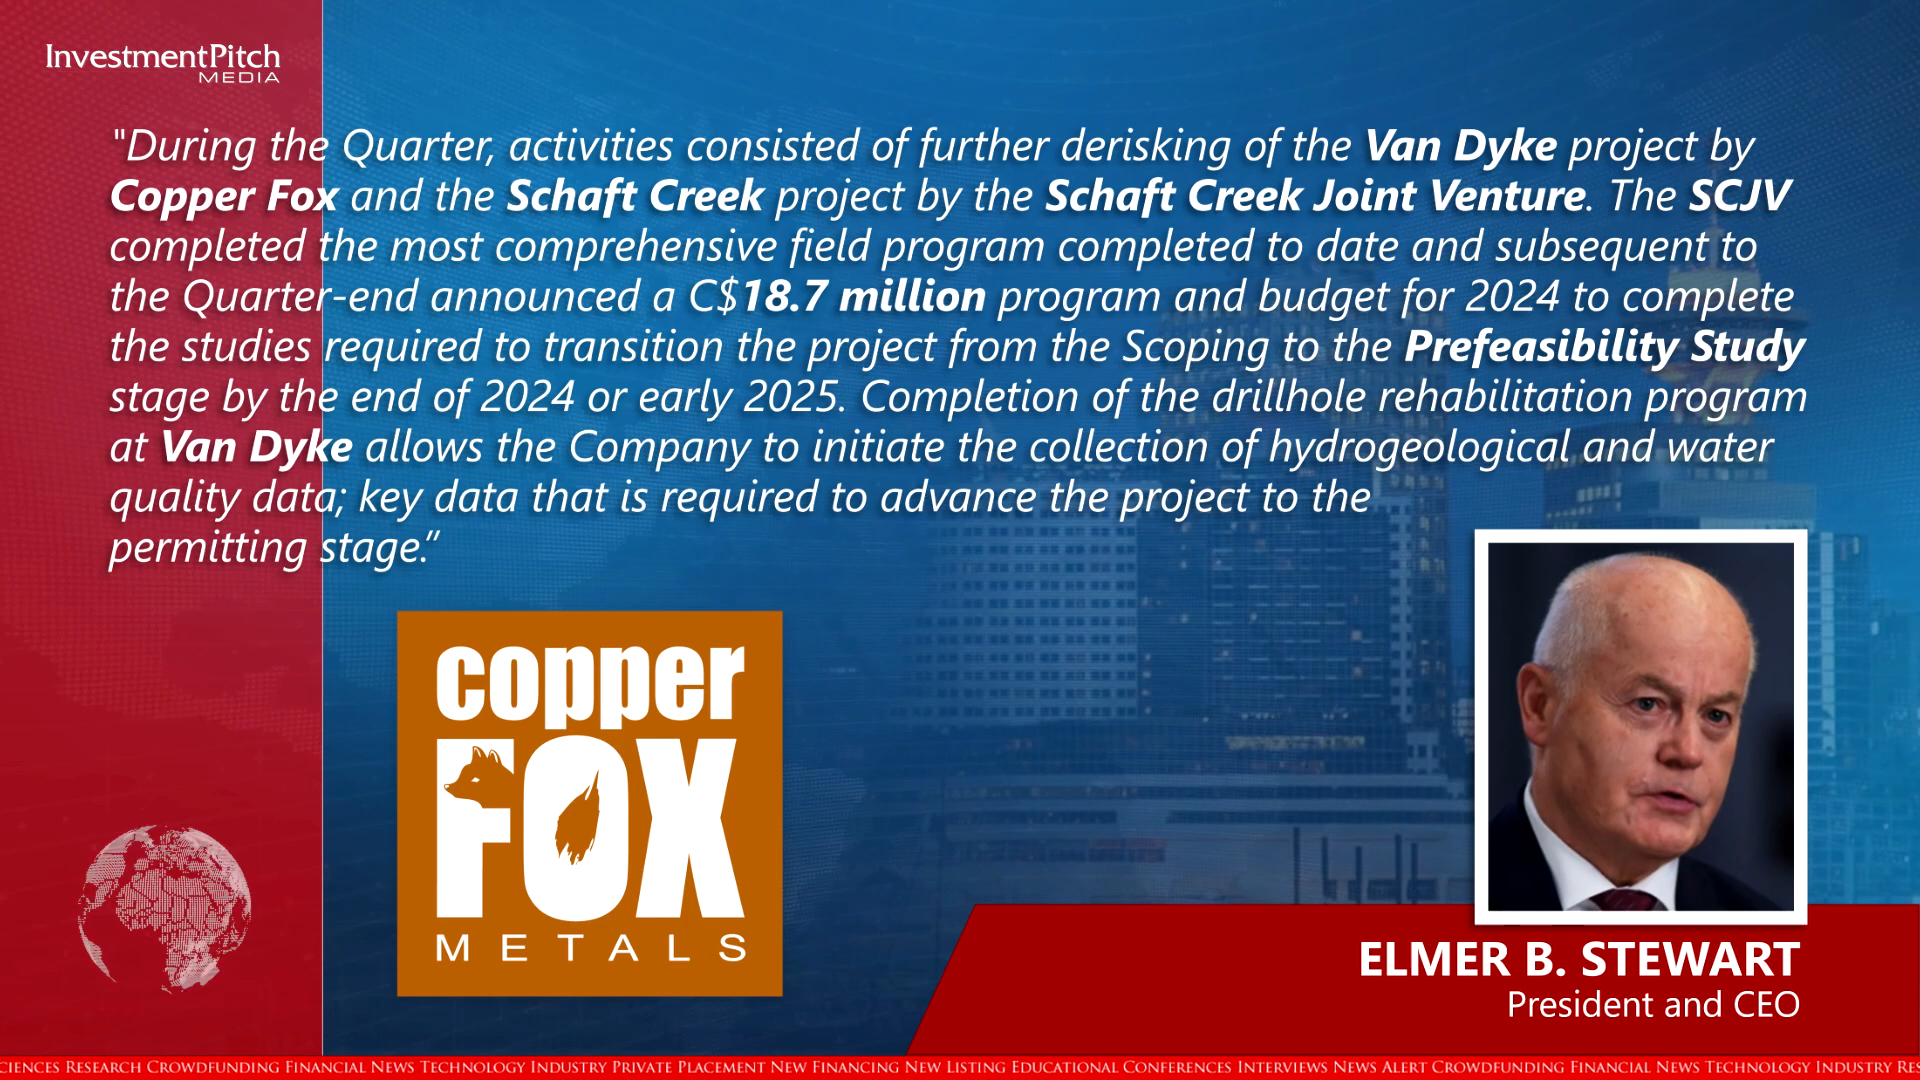 InvestmentPitch
MEDIA
"During the Quarter, activities consisted of further derisking of the Van Dyke project by
Copper Fox and the Schaft Creek project by the Schaft Creek Joint Venture. The SCJV
completed the most comprehensive field program completed to date and subsequent to
the Quarter-end announced a C$18.7 million program and budget for 2024 to complete
the studies required to transition the project from the Scoping to the Prefeasibility Study
stage by the end of 2024 or early 2025. Completion of the drillhole rehabilitation program
at Van Dyke allows the Company to initiate the collection of hydrogeological and water
quality data; key data that is required to advance the project to the
permitting stage.”
copper
FOX
METALS
ELMER B. STEWART
President and CEO
CIENCES RESEARCH CROWDFUNDING FINANCIAL NEWS TECHNOLOGY INDUSTRY PRIVATE PLACEMENT NEW FINANCING NEW LISTING EDUCATIONAL CONFERENCES INTERVIEWS NEWS ALERT CROWDFUNDING FINANCIAL NEWS TECHNOLOGY INDUSTRY RES